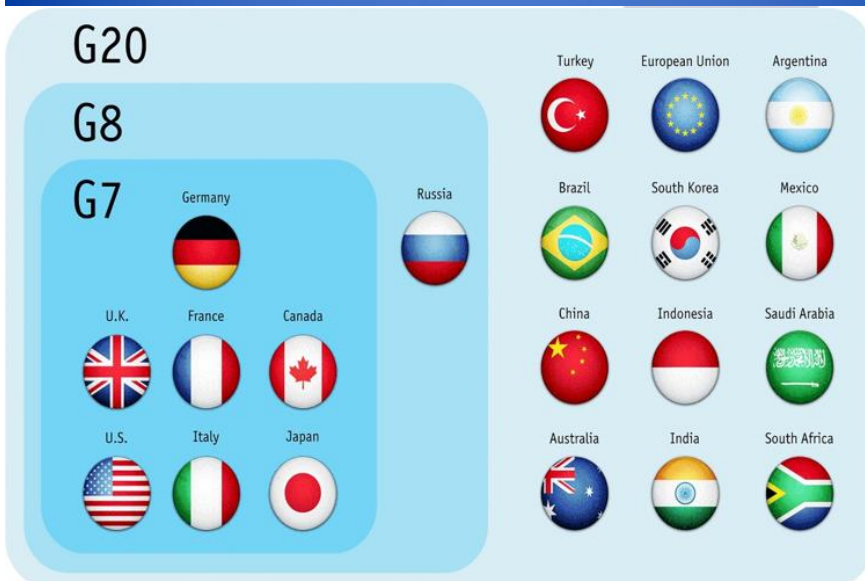 G20
Turkey
European Union
Argentina
G8
G7
Germany
Russia
Brazil
South Korea
Mexico
U.K.
France
Canada
China
Indonesia
Saudi Arabia
U.S.
Italy
Japan
Australia
India
South Africa